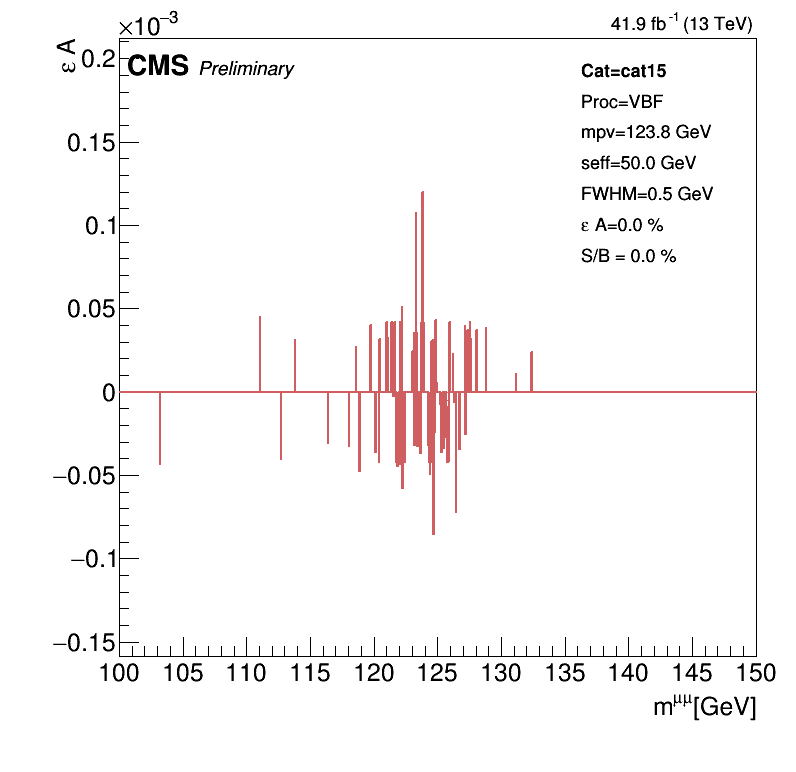 ×10⁻³
41.9 fb⁻¹ (13 TeV)
ε A
CMS Preliminary
Cat=cat15
Proc=VBF
mpv=123.8 GeV
seff=50.0 GeV
FWHM=0.5 GeV
ε A=0.0 %
S/B = 0.0 %
0.2
0.15
0.1
0.05
0
−0.05
−0.1
−0.15
100 105 110 115 120 125 130 135 140 145 150
m^μμ[GeV]